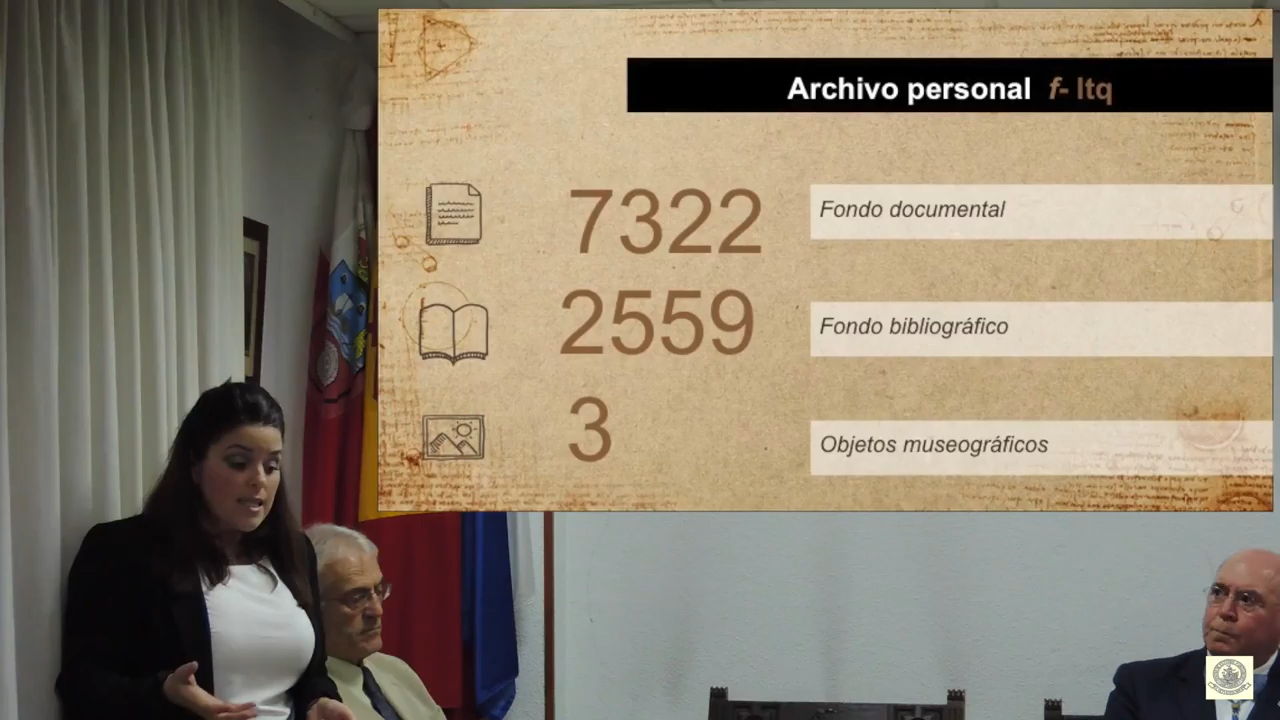 Archivo personal f- ltq
7322 Fondo documental
2559 Fondo bibliográfico
3 Objetos museográficos